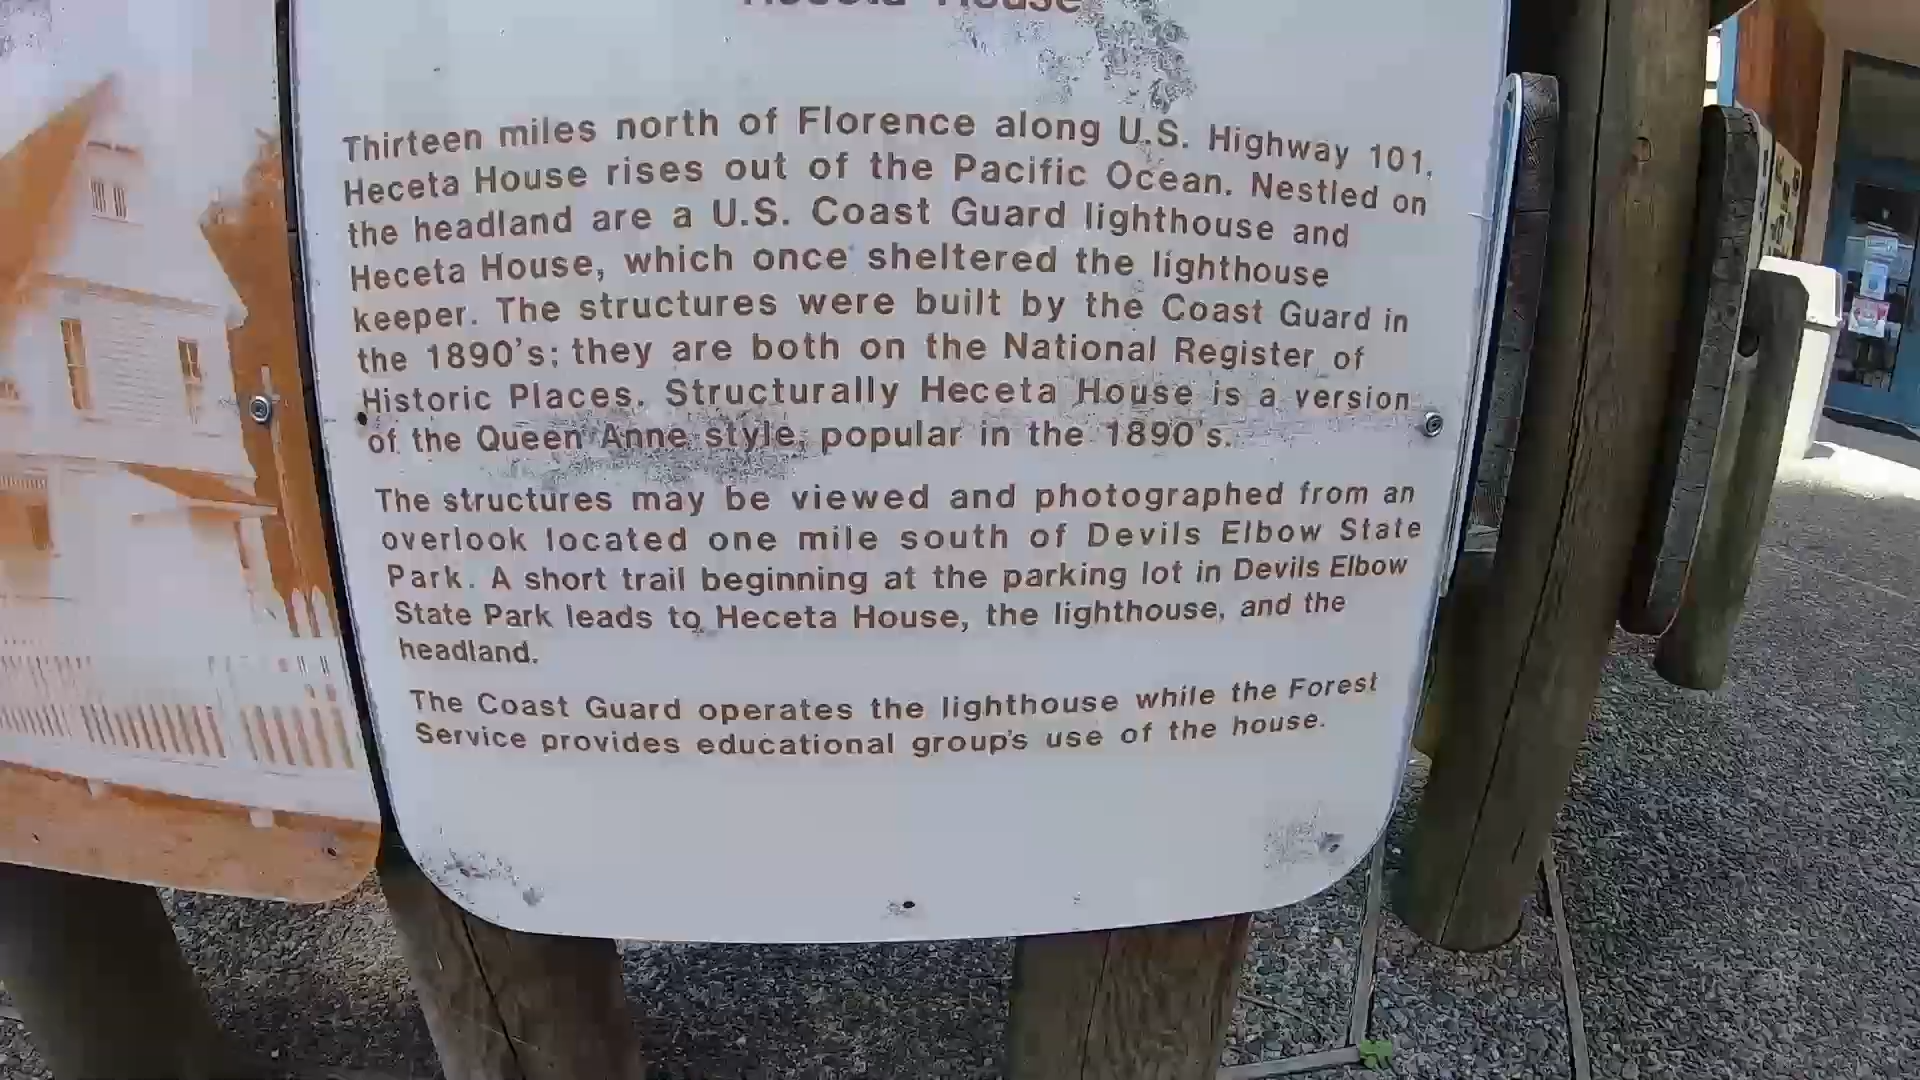 Heceta House
Thirteen miles north of Florence along U.S. Highway 101,
Heceta House rises out of the Pacific Ocean. Nestled on
the headland are a U.S. Coast Guard lighthouse and
Heceta House, which once sheltered the lighthouse
keeper. The structures were built by the Coast Guard in
the 1890's; they are both on the National Register of
Historic Places. Structurally Heceta House is a version
of the Queen Anne style, popular in the 1890's.
The structures may be viewed and photographed from an
overlook located one mile south of Devils Elbow State
Park. A short trail beginning at the parking lot in Devils Elbow
State Park leads to Heceta House, the lighthouse, and the
headland.
The Coast Guard operates the lighthouse while the Forest
Service provides educational group's use of the house.